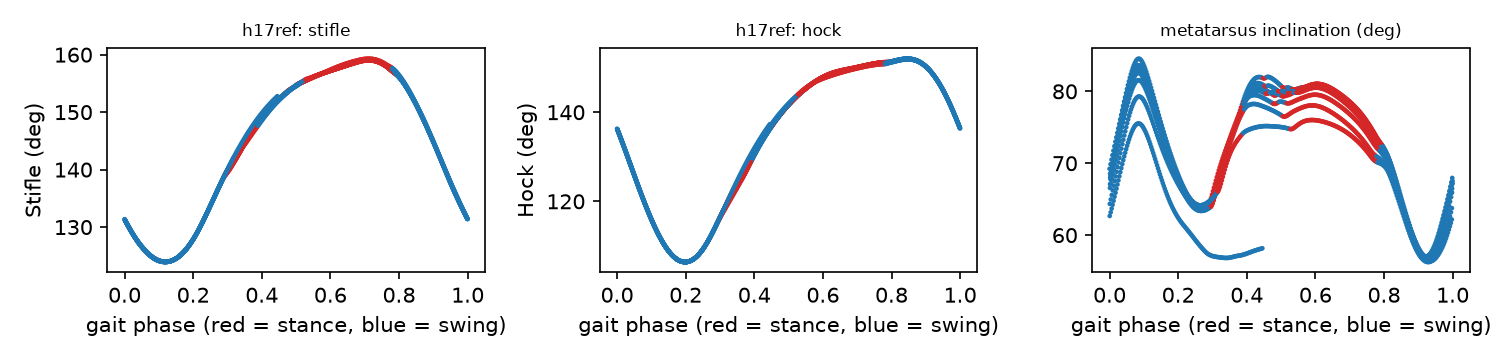 h17ref: stifle
Stifle (deg)
160
150
140
130
0.0 0.2 0.4 0.6 0.8 1.0
gait phase (red = stance, blue = swing)
h17ref: hock
Hock (deg)
140
120
0.0 0.2 0.4 0.6 0.8 1.0
gait phase (red = stance, blue = swing)
metatarsus inclination (deg)
80
70
60
0.0 0.2 0.4 0.6 0.8 1.0
gait phase (red = stance, blue = swing)